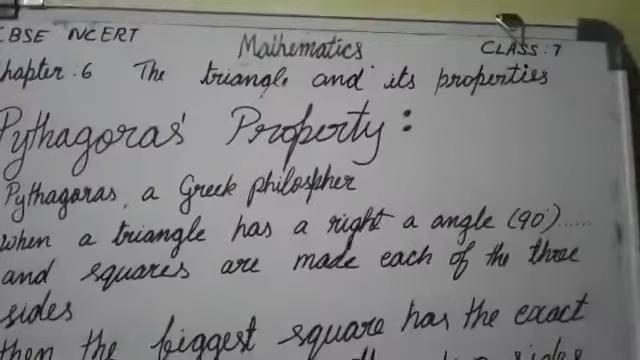 CBSE NCERT Mathematics CLASS: 7
Chapter: 6 The triangle and its properties
Pythagoras' Property:
Pythagoras, a Greek philospher
when a triangle has a right a angle (90°)......
and squares are made each of the three
sides
then the biggest square has the exact